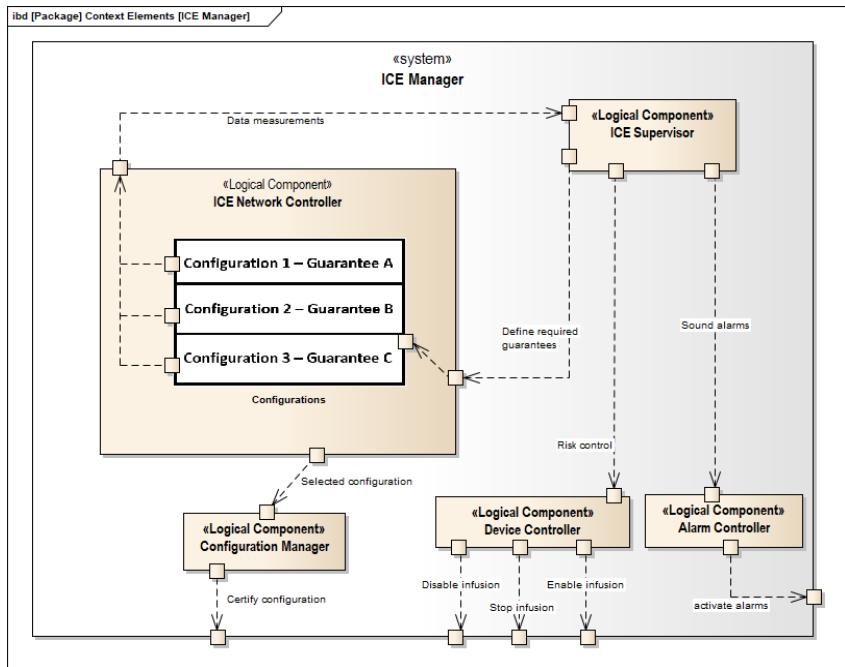 ibd [Package] Context Elements [ICE Manager]
«system»
ICE Manager
Data measurements
«Logical Component»
ICE Supervisor
«Logical Component»
ICE Network Controller
Configuration 1 – Guarantee A
Configuration 2 – Guarantee B
Configuration 3 – Guarantee C
Configurations
Define required
guarantees
Sound alarms
Risk control
Selected configuration
«Logical Component»
Configuration Manager
«Logical Component»
Device Controller
«Logical Component»
Alarm Controller
Certify configuration
Disable infusion
Stop infusion
Enable infusion
activate alarms